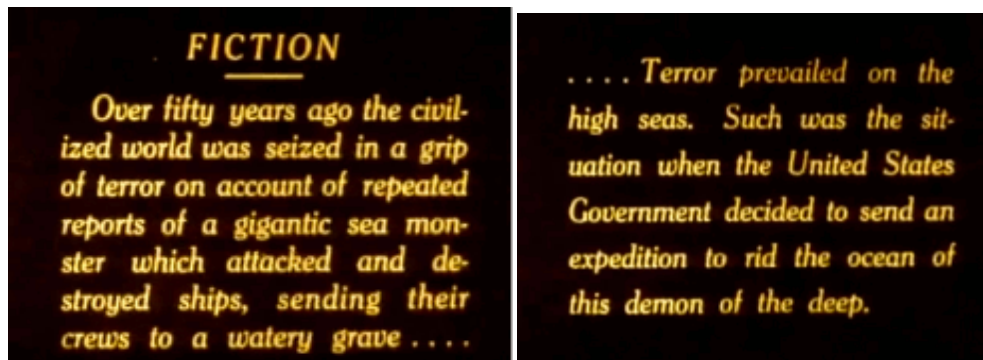 FICTION
Over fifty years ago the civil-
ized world was seized in a grip
of terror on account of repeated
reports of a gigantic sea mon-
ster which attacked and de-
stroyed ships, sending their
crews to a watery grave . . . .
. . . . Terror prevailed on the
high seas. Such was the sit-
uation when the United States
Government decided to send an
expedition to rid the ocean of
this demon of the deep.